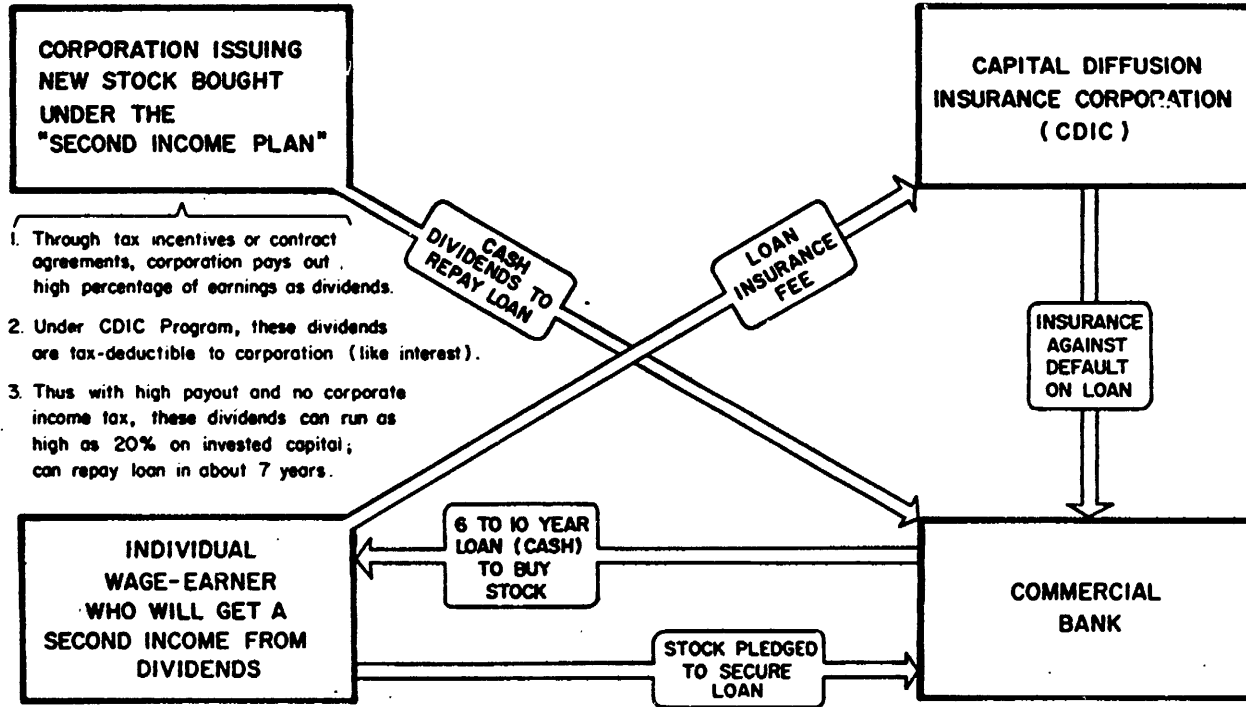 CORPORATION ISSUING
NEW STOCK BOUGHT
UNDER THE
"SECOND INCOME PLAN"
CAPITAL DIFFUSION
INSURANCE CORPORATION
(CDIC)
1. Through tax incentives or contract
agreements, corporation pays out
high percentage of earnings as dividends.
2. Under CDIC Program, these dividends
are tax-deductible to corporation (like interest).
3. Thus with high payout and no corporate
income tax, these dividends can run as
high as 20% on invested capital;
can repay loan in about 7 years.
CASH
DIVIDENDS TO
REPAY LOAN
LOAN
INSURANCE
FEE
INSURANCE
AGAINST
DEFAULT
ON LOAN
6 TO 10 YEAR
LOAN (CASH)
TO BUY
STOCK
INDIVIDUAL
WAGE-EARNER
WHO WILL GET A
SECOND INCOME FROM
DIVIDENDS
COMMERCIAL
BANK
STOCK PLEDGED
TO SECURE
LOAN